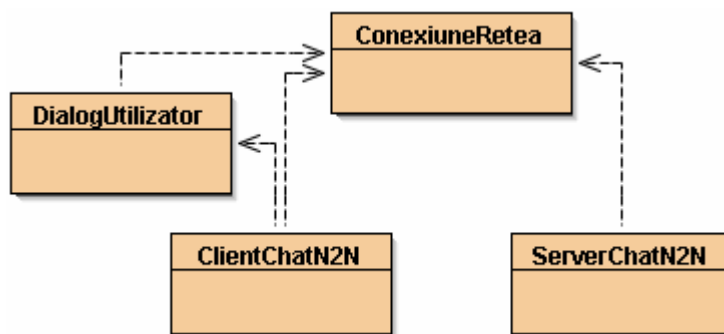 ConexiuneRetea
DialogUtilizator
ClientChatN2N
ServerChatN2N